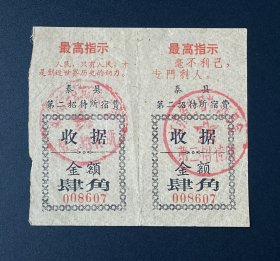 最高指示
人民，只有人民，才
是创造世界历史的动力。
泰县
第二招待所宿费
收据
金额
肆角
008607
最高指示
毫不利己，
专门利人。
泰县
第二招待所宿费
收据
金额
肆角
008607